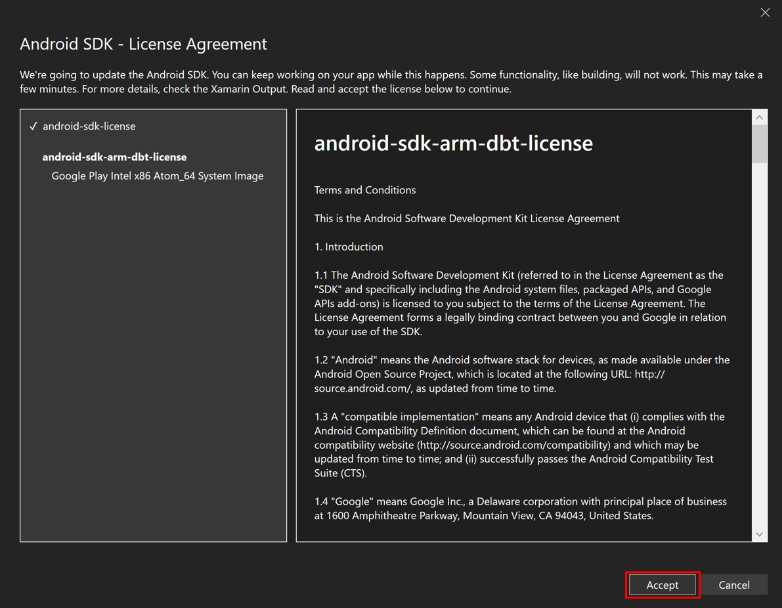 Android SDK - License Agreement
We're going to update the Android SDK. You can keep working on your app while this happens. Some functionality, like building, will not work. This may take a
few minutes. For more details, check the Xamarin Output. Read and accept the license below to continue.
✓ android-sdk-license
android-sdk-arm-dbt-license
Google Play Intel x86 Atom_64 System Image
android-sdk-arm-dbt-license
Terms and Conditions
This is the Android Software Development Kit License Agreement
1. Introduction
1.1 The Android Software Development Kit (referred to in the License Agreement as the
"SDK" and specifically including the Android system files, packaged APIs, and Google
APIs add-ons) is licensed to you subject to the terms of the License Agreement. The
License Agreement forms a legally binding contract between you and Google in relation
to your use of the SDK.
1.2 "Android" means the Android software stack for devices, as made available under the
Android Open Source Project, which is located at the following URL: http://
source.android.com/, as updated from time to time.
1.3 A "compatible implementation" means any Android device that (i) complies with the
Android Compatibility Definition document, which can be found at the Android
compatibility website (http://source.android.com/compatibility) and which may be
updated from time to time; and (ii) successfully passes the Android Compatibility Test
Suite (CTS).
1.4 "Google" means Google Inc., a Delaware corporation with principal place of business
at 1600 Amphitheatre Parkway, Mountain View, CA 94043, United States.
Accept
Cancel